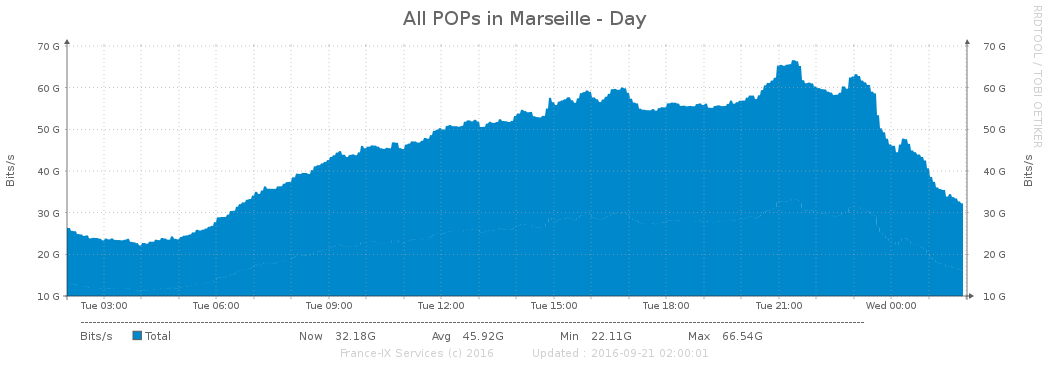 All POPs in Marseille - Day
RRDTOOL / TOBI OETIKER
Bits/s
Bits/s
70 G 70 G
60 G 60 G
50 G 50 G
40 G 40 G
30 G 30 G
20 G 20 G
10 G 10 G
Tue 03:00 Tue 06:00 Tue 09:00 Tue 12:00 Tue 15:00 Tue 18:00 Tue 21:00 Wed 00:00
Bits/s Total Now 32.18G Avg 45.92G Min 22.11G Max 66.54G
France-IX Services (c) 2016 Updated : 2016-09-21 02:00:01